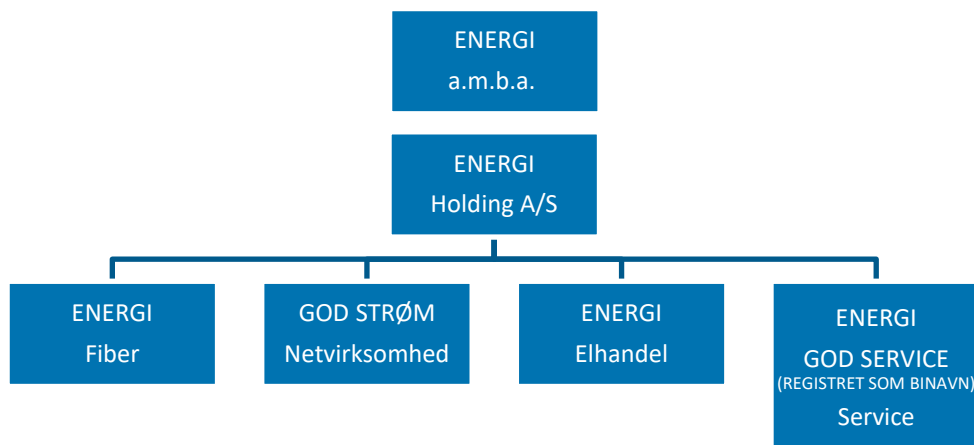 ENERGI
a.m.b.a.
ENERGI
Holding A/S
ENERGI
Fiber
GOD STRØM
Netvirksomhed
ENERGI
Elhandel
ENERGI
GOD SERVICE
(REGISTRET SOM BINAVN)
Service